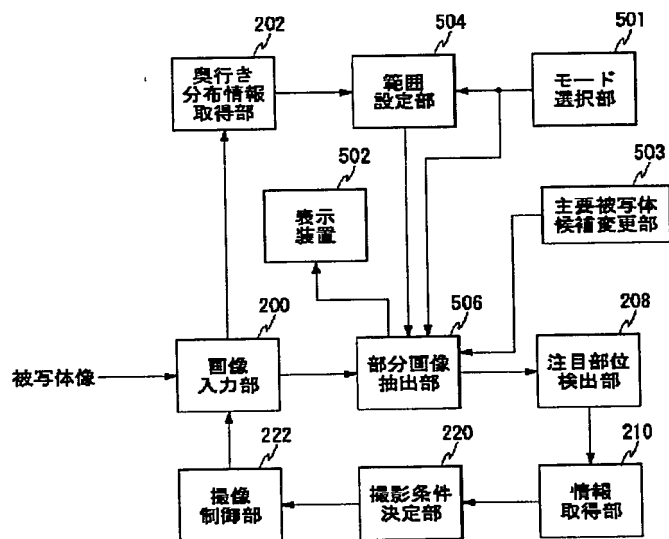 202
奥行き
分布情報
取得部
504
範囲
設定部
501
モード
選択部
502
表示
装置
503
主要被写体
候補変更部
被写体像
200
画像
入力部
506
部分画像
抽出部
208
注目部位
検出部
222
撮像
制御部
220
撮影条件
決定部
210
情報
取得部